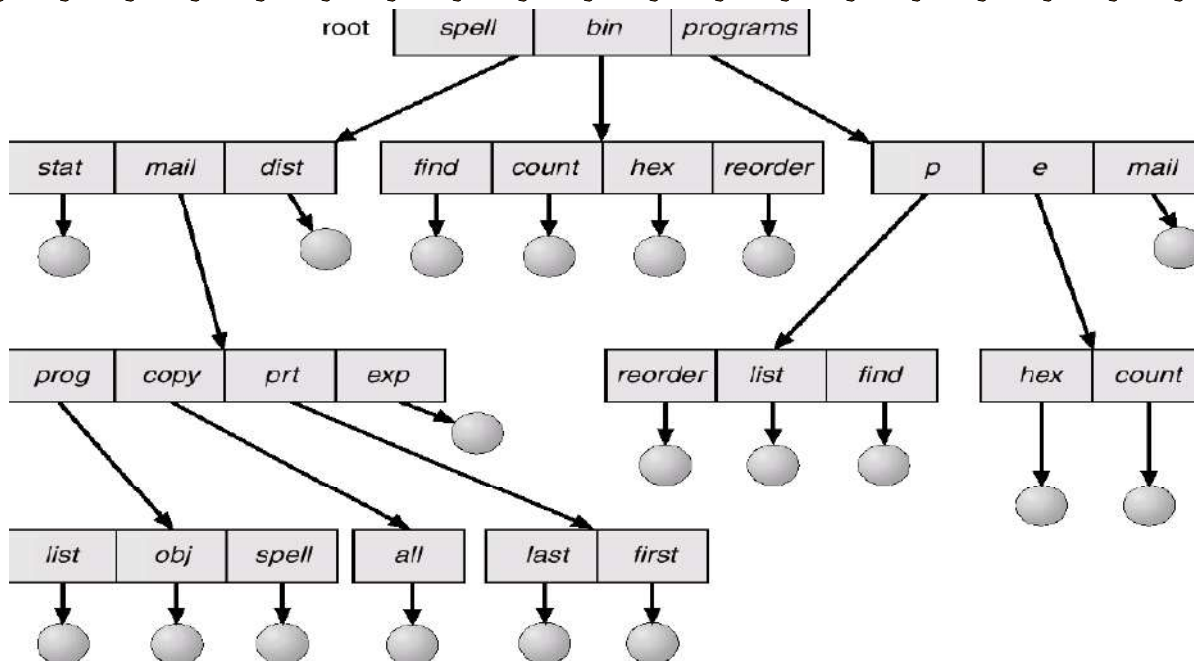 root spell bin programs
stat mail dist find count hex reorder p e mail
prog copy prt exp reorder list find hex count
list obj spell all last first